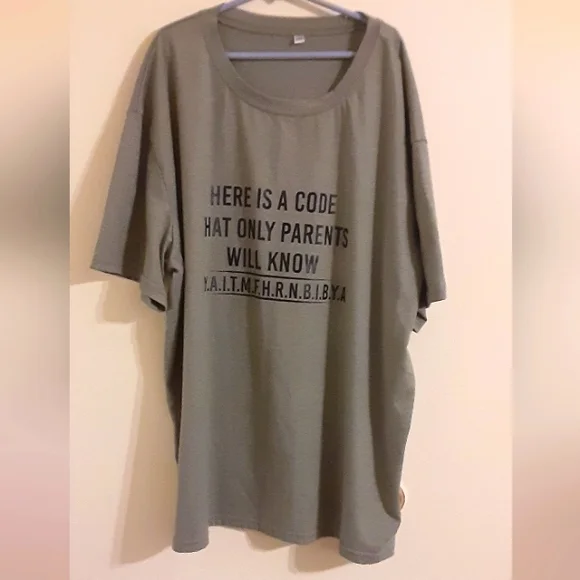 HERE IS A CODE
HAT ONLY PARENTS
WILL KNOW
Y.A.I.T.M.F.H.R.N.B.I.B.Y.A